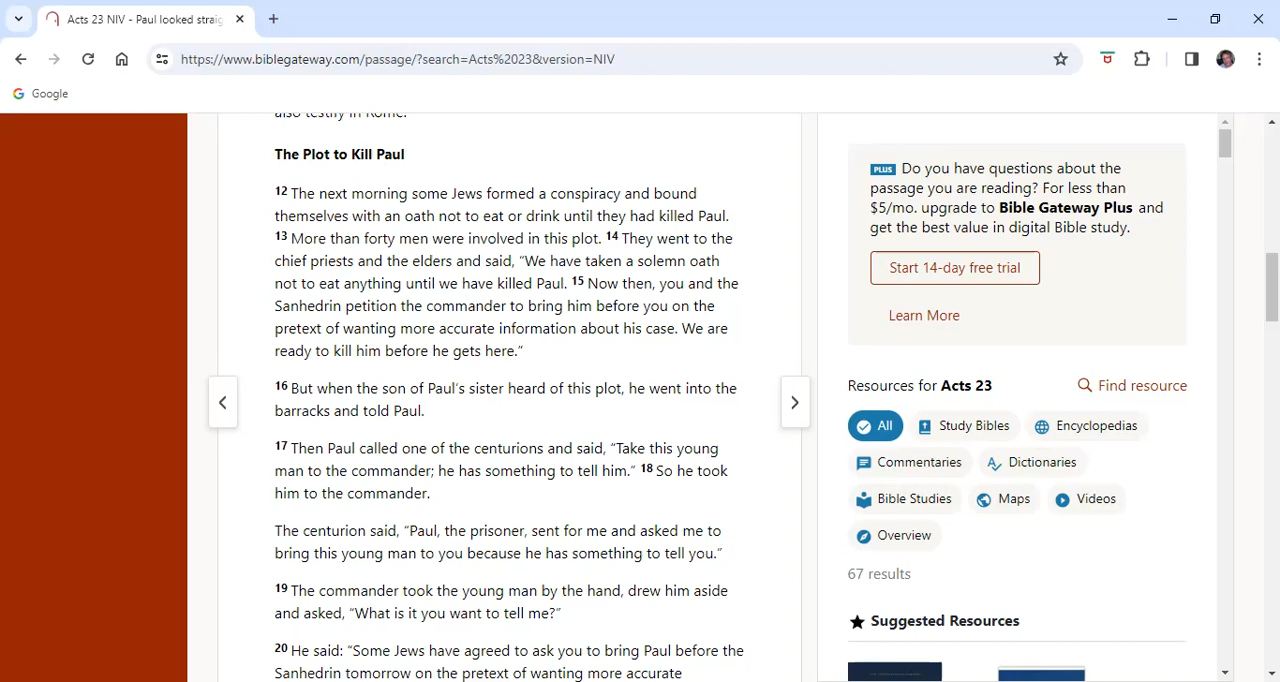 Acts 23 NIV - Paul looked straig
https://www.biblegateway.com/passage/?search=Acts%2023&version=NIV
Google
also testify in Rome.
The Plot to Kill Paul
12 The next morning some Jews formed a conspiracy and bound
themselves with an oath not to eat or drink until they had killed Paul.
13 More than forty men were involved in this plot. 14 They went to the
chief priests and the elders and said, “We have taken a solemn oath
not to eat anything until we have killed Paul. 15 Now then, you and the
Sanhedrin petition the commander to bring him before you on the
pretext of wanting more accurate information about his case. We are
ready to kill him before he gets here.”
16 But when the son of Paul’s sister heard of this plot, he went into the
barracks and told Paul.
17 Then Paul called one of the centurions and said, “Take this young
man to the commander; he has something to tell him.” 18 So he took
him to the commander.
The centurion said, “Paul, the prisoner, sent for me and asked me to
bring this young man to you because he has something to tell you.”
19 The commander took the young man by the hand, drew him aside
and asked, “What is it you want to tell me?”
20 He said: “Some Jews have agreed to ask you to bring Paul before the
Sanhedrin tomorrow on the pretext of wanting more accurate
PLUS Do you have questions about the
passage you are reading? For less than
$5/mo. upgrade to Bible Gateway Plus and
get the best value in digital Bible study.
Start 14-day free trial
Learn More
Resources for Acts 23
Find resource
All
Study Bibles
Encyclopedias
Commentaries
Dictionaries
Bible Studies
Maps
Videos
Overview
67 results
Suggested Resources